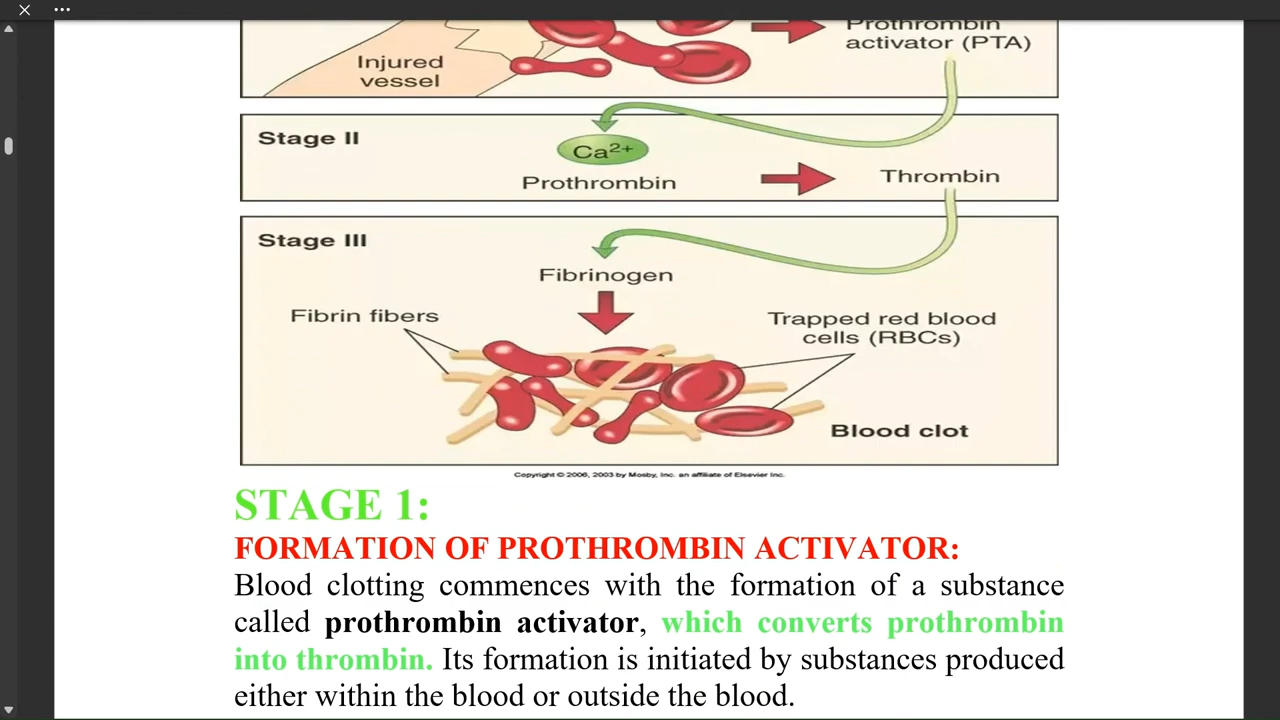 Prothrombin
activator (PTA)
Injured
vessel
Stage II
Ca2+
Prothrombin
Thrombin
Stage III
Fibrinogen
Fibrin fibers
Trapped red blood
cells (RBCs)
Blood clot
Copyright © 2006, 2003 by Mosby, Inc. an affiliate of Elsevier Inc.
STAGE 1:
FORMATION OF PROTHROMBIN ACTIVATOR:
Blood clotting commences with the formation of a substance
called prothrombin activator, which converts prothrombin
into thrombin. Its formation is initiated by substances produced
either within the blood or outside the blood.